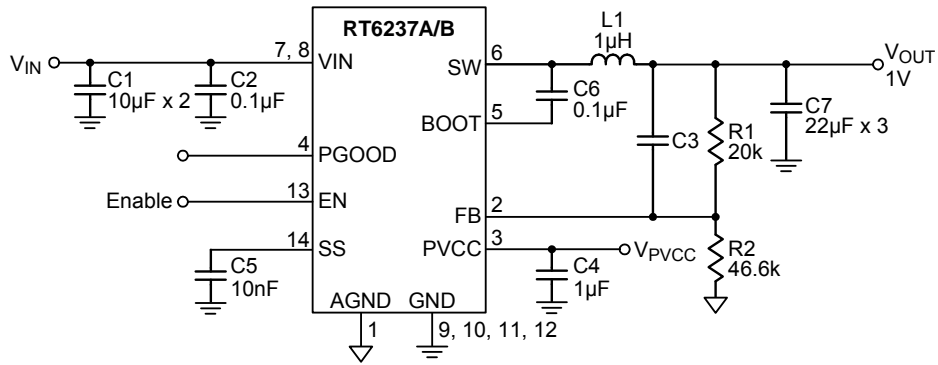 RT6237A/B
L1
1µH
VIN
7, 8
VIN
SW
6
VOUT
1V
C1
10µF x 2
C2
0.1µF
C6
0.1µF
C7
22µF x 3
BOOT
5
4
PGOOD
C3
R1
20k
Enable
13
EN
FB
2
14
SS
PVCC
3
VPVCC
R2
46.6k
C5
10nF
C4
1µF
AGND
GND
1
9, 10, 11, 12